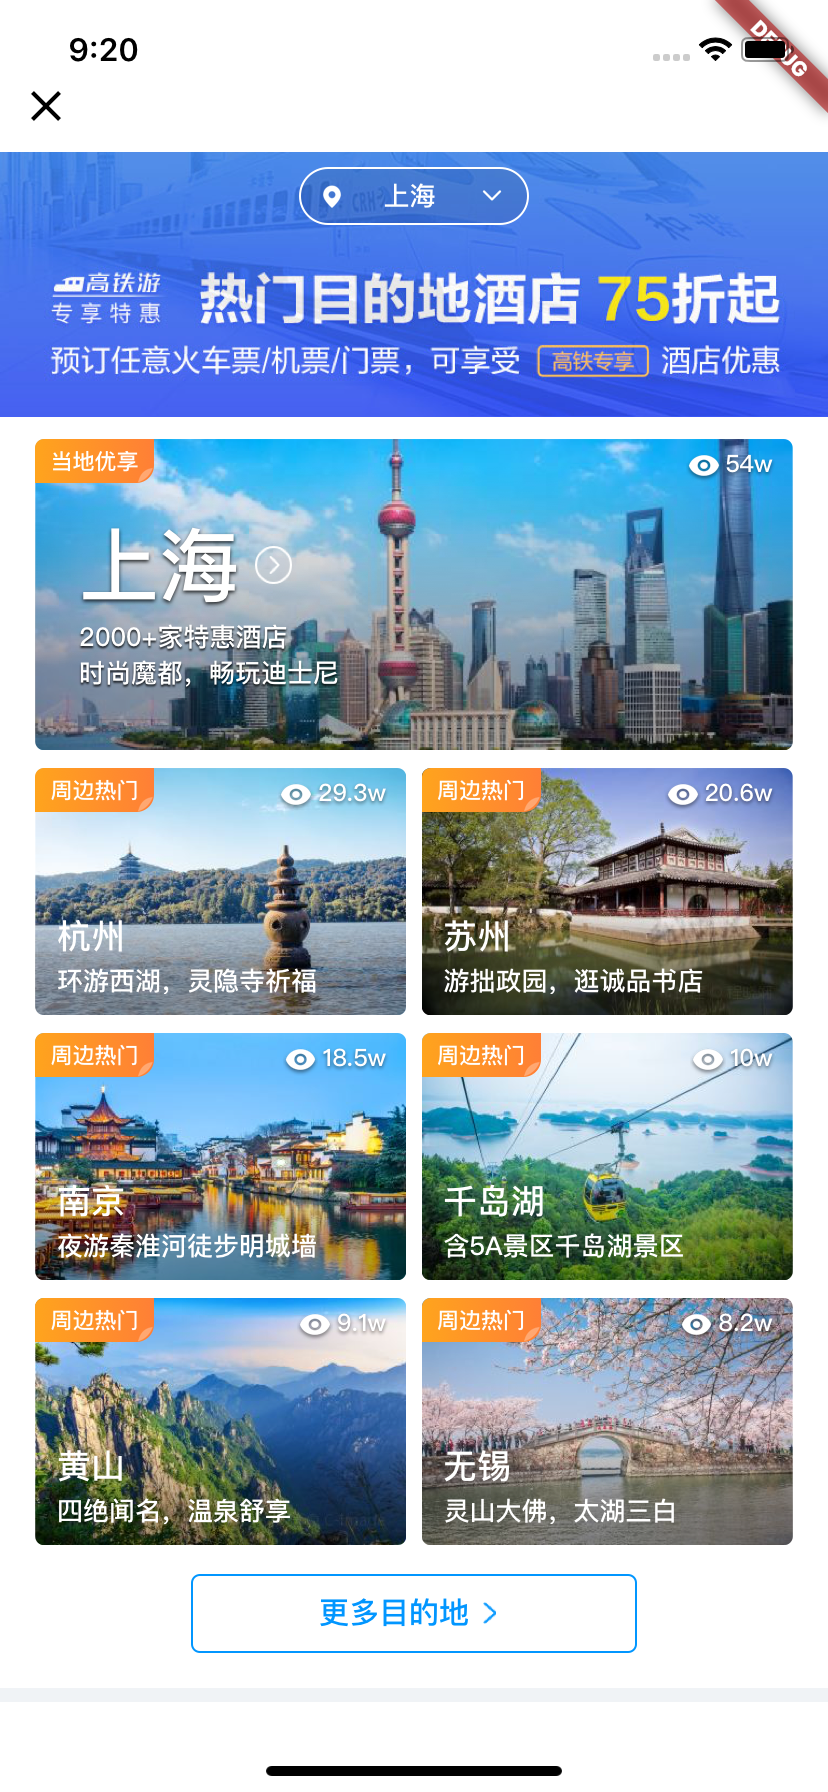 9:20
DEBUG
上海
高铁游
专享特惠
热门目的地酒店 75折起
预订任意火车票/机票/门票，可享受 高铁专享 酒店优惠
当地优享
54w
上海
2000+家特惠酒店
时尚魔都，畅玩迪士尼
周边热门
29.3w
杭州
环游西湖，灵隐寺祈福
周边热门
20.6w
苏州
游拙政园，逛诚品书店
周边热门
18.5w
南京
夜游秦淮河徒步明城墙
周边热门
10w
千岛湖
含5A景区千岛湖景区
周边热门
9.1w
黄山
四绝闻名，温泉舒享
周边热门
8.2w
无锡
灵山大佛，太湖三白
更多目的地